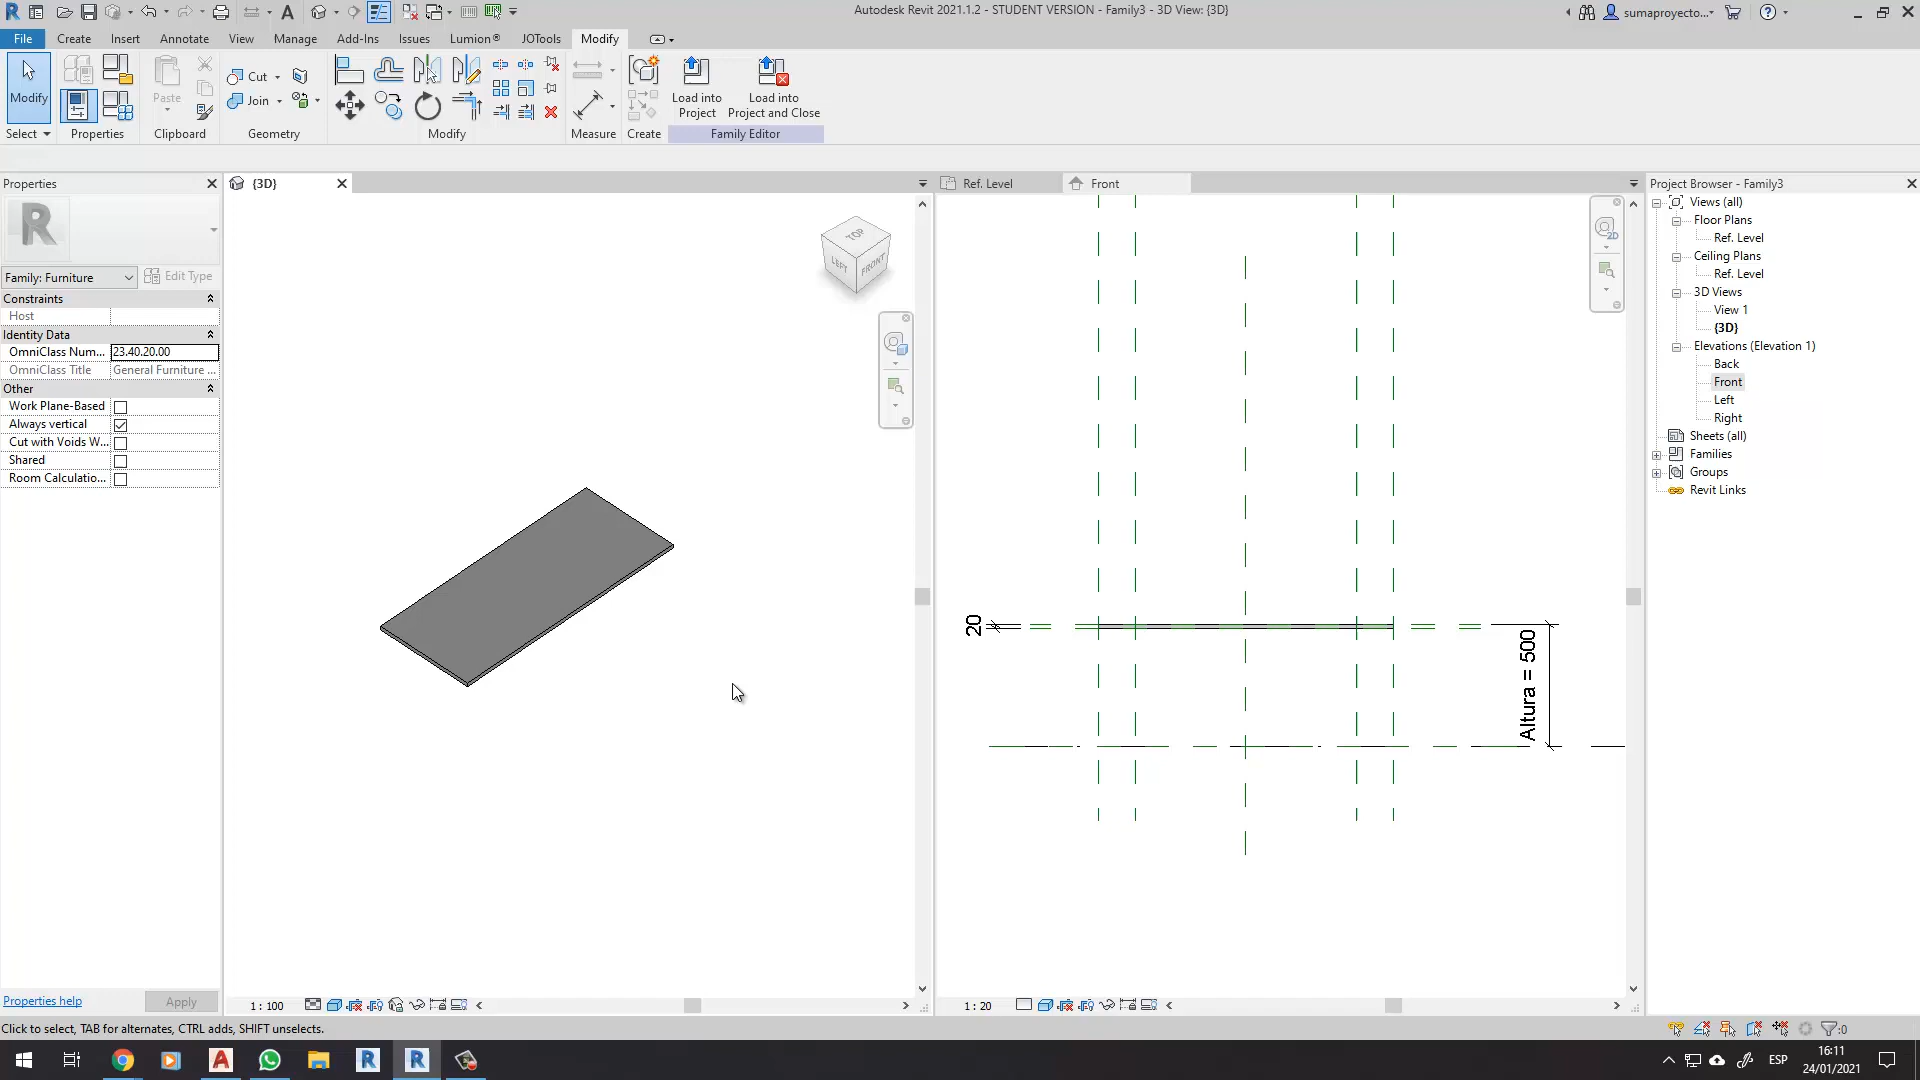 Autodesk Revit 2021.1.2 - STUDENT VERSION - Family3 - 3D View: {3D}
sumaproyecto...
File Create Insert Annotate View Manage Add-Ins Issues Lumion® JOTools Modify
Modify
Paste
Cut
Join
Load into Project
Load into Project and Close
Select Properties Clipboard Geometry Modify Measure Create Family Editor
Properties
{3D}
Ref. Level
Front
Project Browser - Family3
Family: Furniture
Edit Type
Constraints
Host
Identity Data
OmniClass Num... 23.40.20.00
OmniClass Title General Furniture ...
Other
Work Plane-Based
Always vertical
Cut with Voids W...
Shared
Room Calculatio...
Properties help
Apply
TOP
LEFT
FRONT
2D
20
Altura = 500
Views (all)
Floor Plans
Ref. Level
Ceiling Plans
Ref. Level
3D Views
View 1
{3D}
Elevations (Elevation 1)
Back
Front
Left
Right
Sheets (all)
Families
Groups
Revit Links
1 : 100
1 : 20
Click to select, TAB for alternates, CTRL adds, SHIFT unselects.
:0
ESP
16:11
24/01/2021